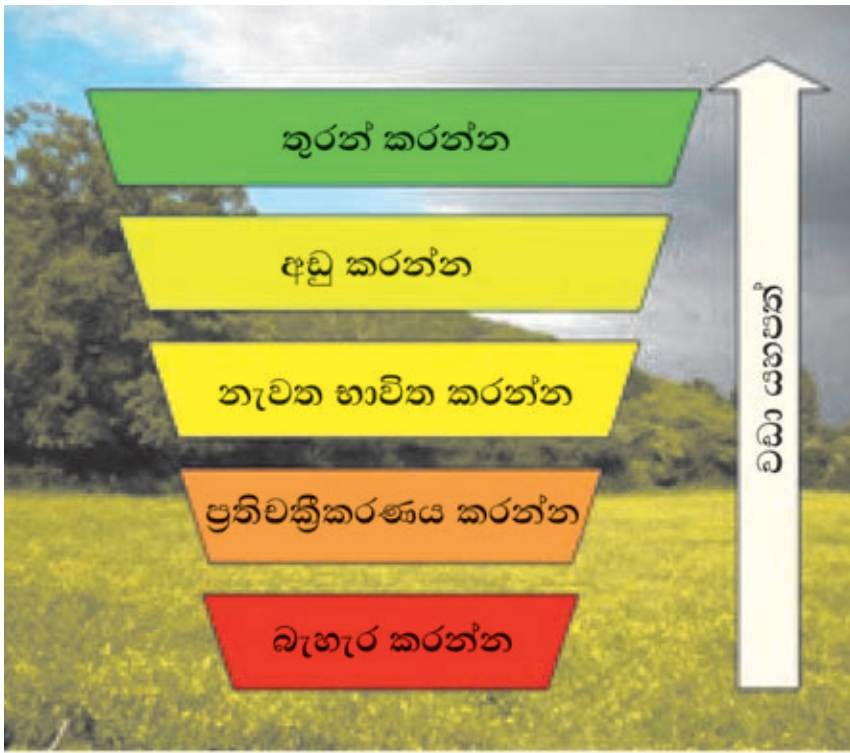 තුරන් කරන්න
අඩු කරන්න
නැවත භාවිත කරන්න
ප්‍රතිචක්‍රීකරණය කරන්න
බැහැර කරන්න
වඩා යහපත්